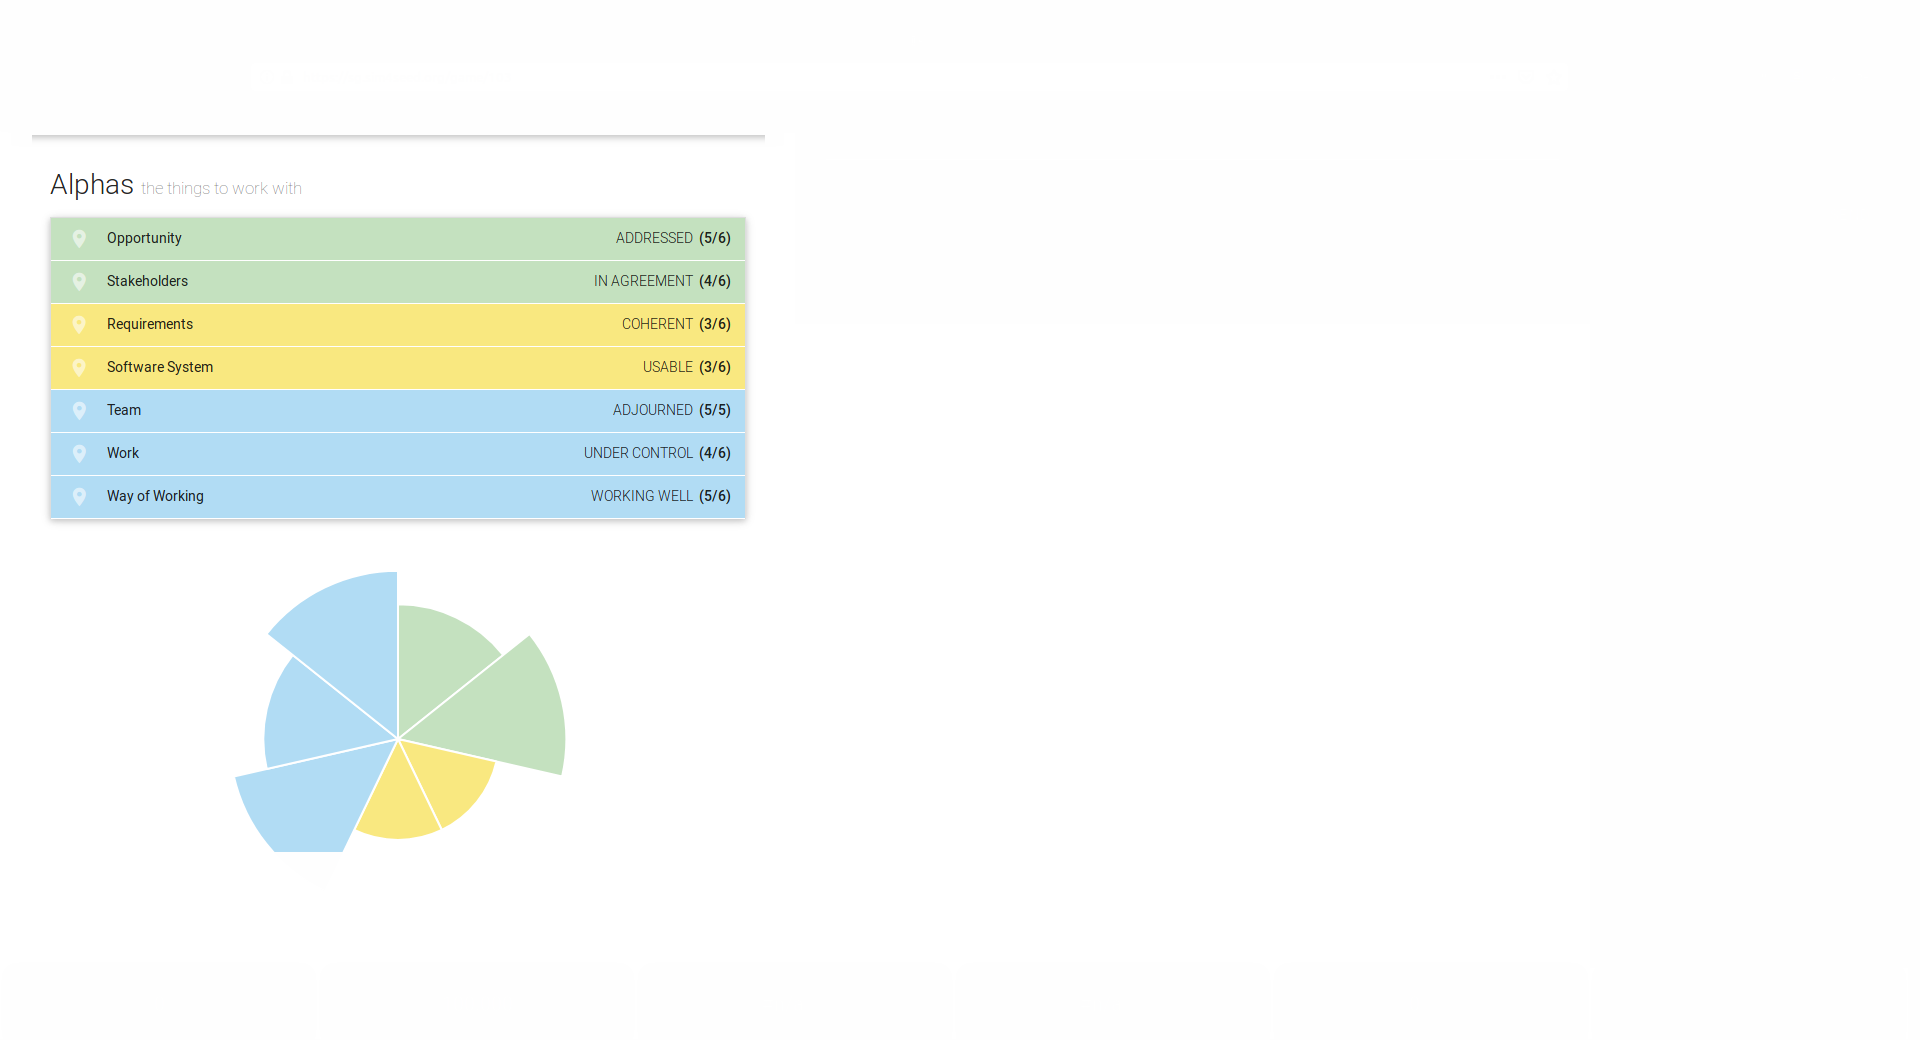 Alphas the things to work with
Opportunity ADDRESSED (5/6)
Stakeholders IN AGREEMENT (4/6)
Requirements COHERENT (3/6)
Software System USABLE (3/6)
Team ADJOURNED (5/5)
Work UNDER CONTROL (4/6)
Way of Working WORKING WELL (5/6)